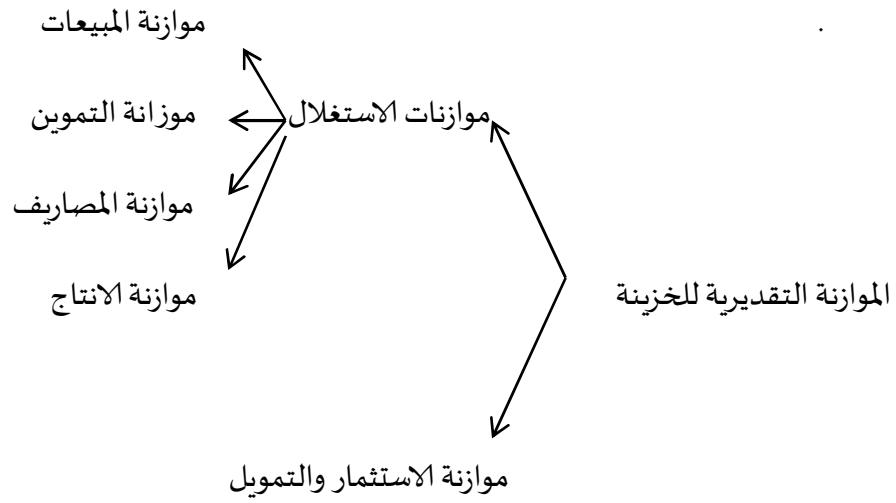 .
موازنة المبيعات
موازنات الاستغلال
موزانة التموين
موازنة المصاريف
الموازنة التقديرية للخزينة
موازنة الانتاج
موازنة الاستثمار والتمويل